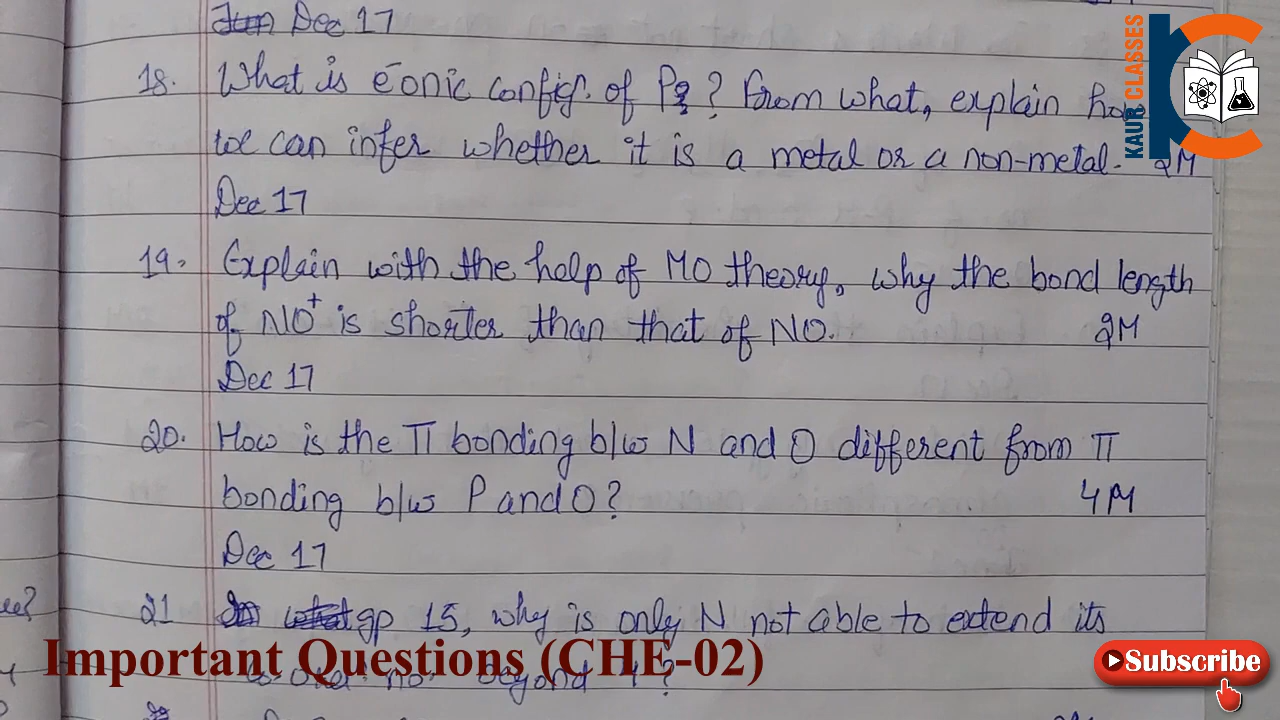 Dec 17
KAUR CLASSES
18. What is ēonic config. of P? From what, explain how
we can infer whether it is a metal or a non-metal. 2M
Dec 17
19. Explain with the help of MO theory, why the bond length
of NO⁺ is shorter than that of NO. 2M
Dec 17
20. How is the π bonding b/w N and O different from π
bonding b/w P and O? 4M
Dec 17
21 gp 15, why is only N not able to extend its
Important Questions (CHE-02)
beyond 4?
Subscribe